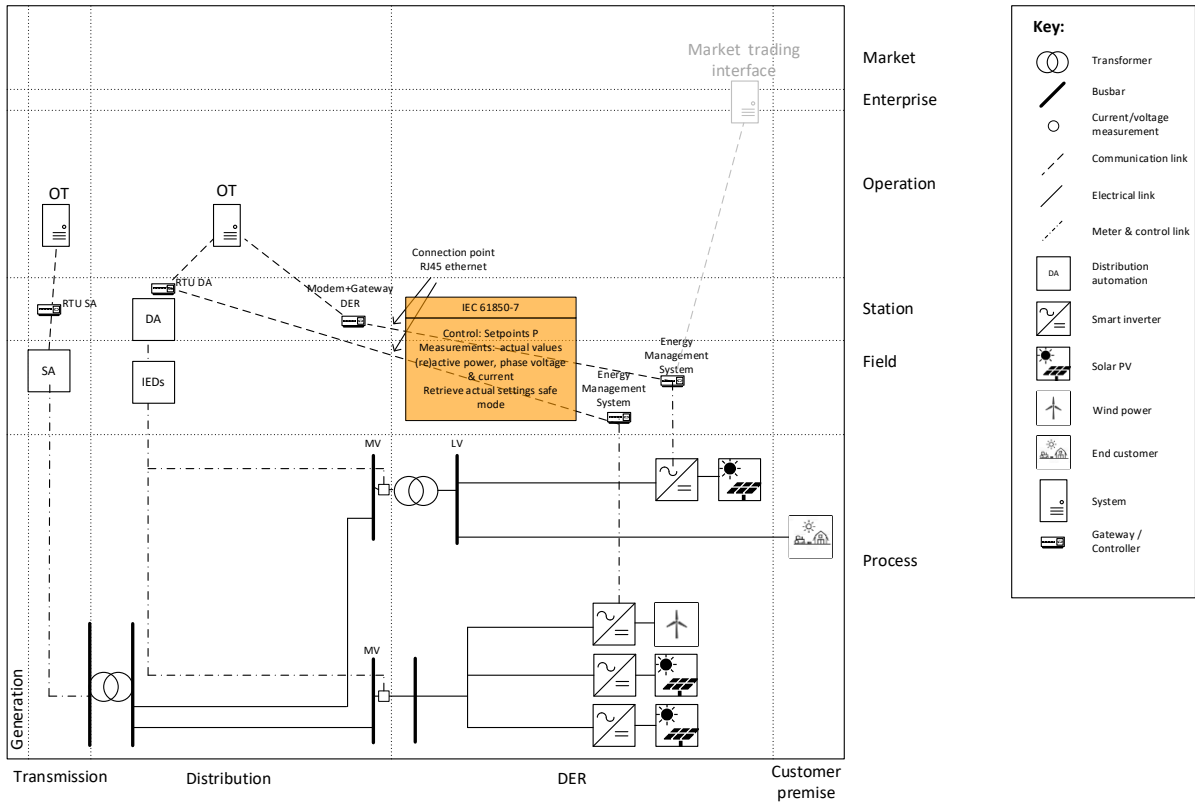 Market trading
interface
OT
OT
Connection point
RJ45 ethernet
RTU DA
Modem+Gateway
DER
RTU SA
DA
SA
IEDs
IEC 61850-7
Control: Setpoints P
Measurements: actual values
(re)active power, phase voltage
& current
Retrieve actual settings safe
mode
Energy
Management
System
Energy
Management
System
MV
LV
MV
Generation
Transmission
Distribution
DER
Customer
premise
Market
Enterprise
Operation
Station
Field
Process
Key:
Transformer
Busbar
Current/voltage
measurement
Communication link
Electrical link
Meter & control link
DA
Distribution
automation
Smart inverter
Solar PV
Wind power
End customer
System
Gateway /
Controller